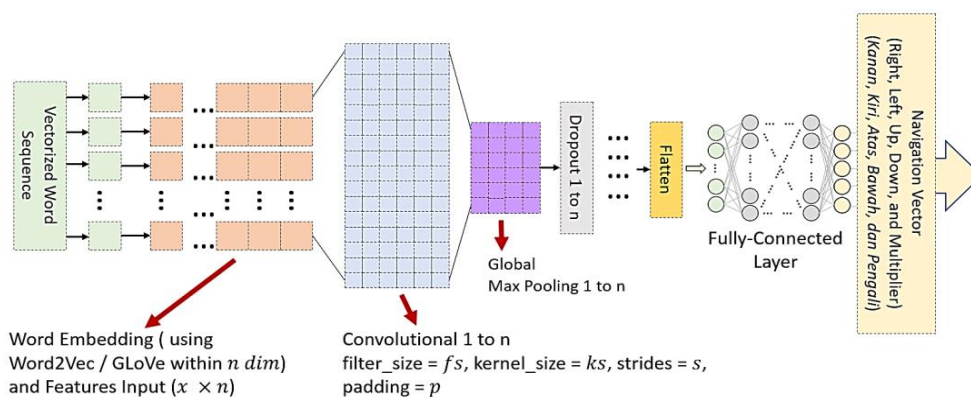 Vectorized Word
Sequence
Word Embedding ( using
Word2Vec / GLoVe within n dim)
and Features Input (x × n)
Convolutional 1 to n
filter_size = fs, kernel_size = ks, strides = s,
padding = p
Global
Max Pooling 1 to n
Dropout 1 to n
Flatten
Fully-Connected
Layer
Navigation Vector
(Right, Left, Up, Down, and Multiplier)
(Kanan, Kiri, Atas, Bawah, dan Pengali)